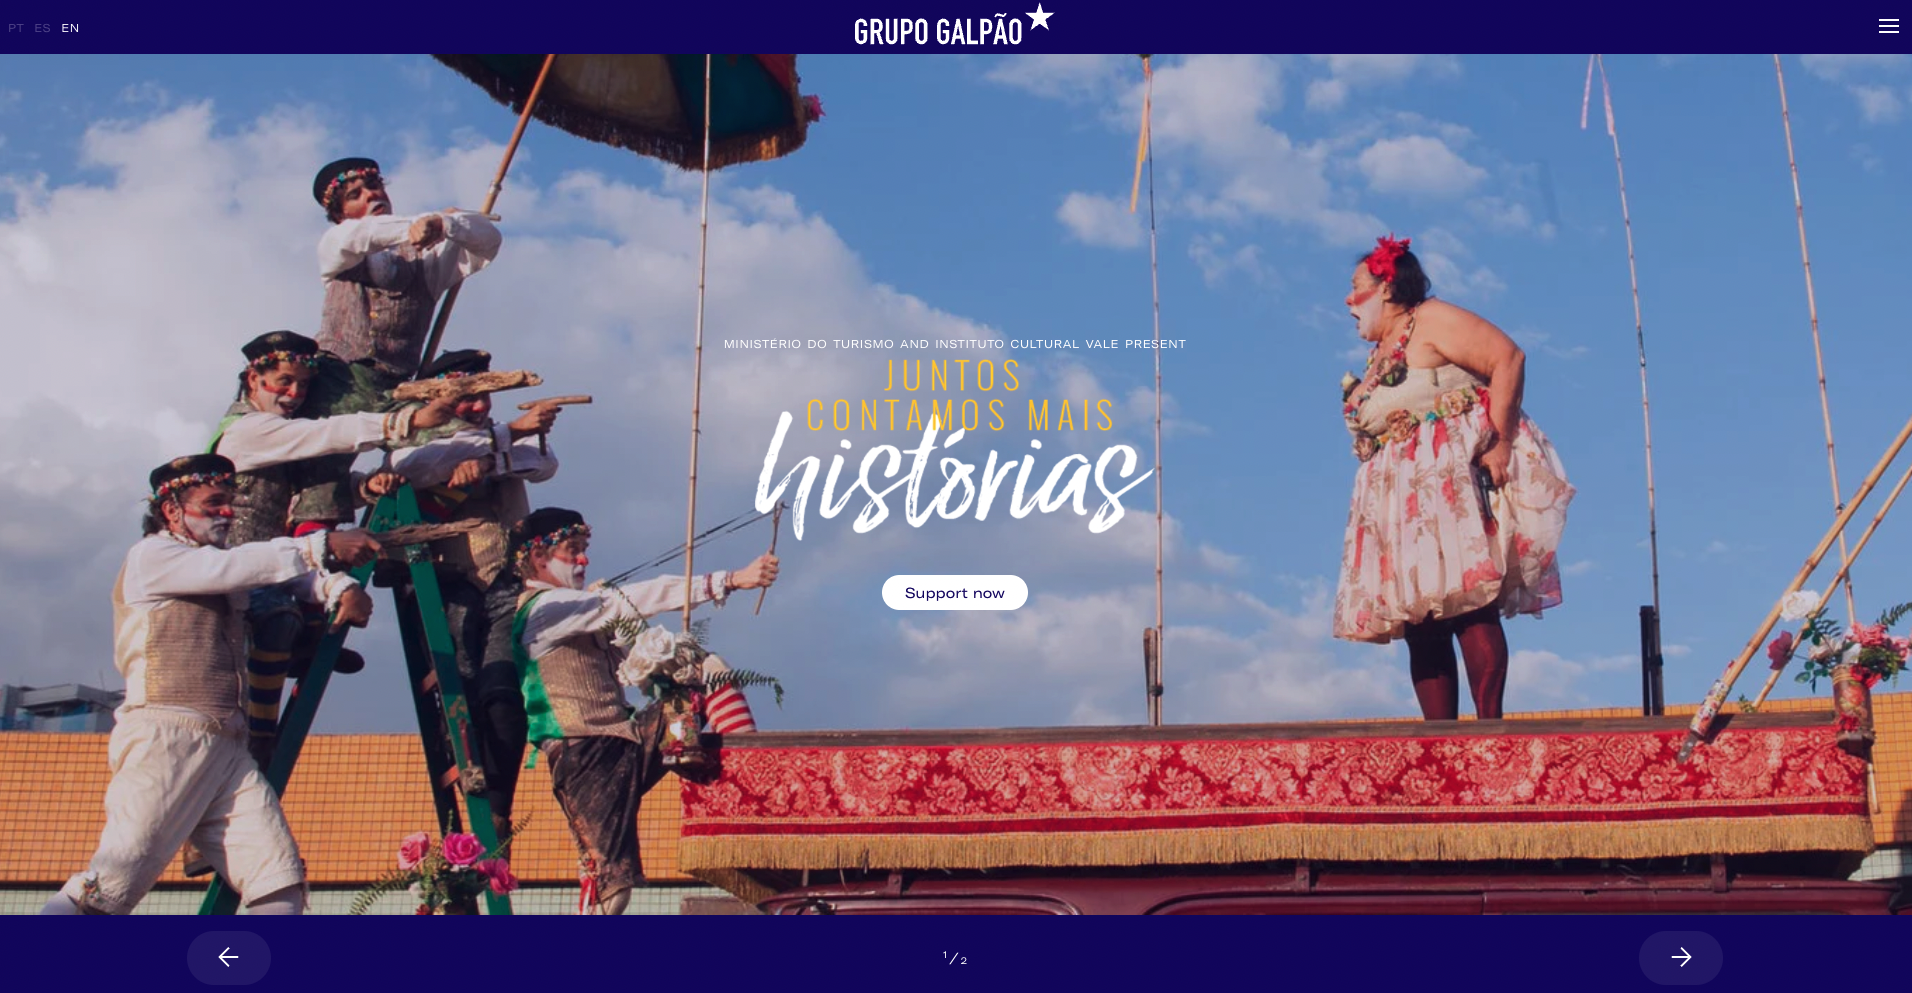 PT ES EN
GRUPO GALPÃO
MINISTÉRIO DO TURISMO AND INSTITUTO CULTURAL VALE PRESENT
JUNTOS
CONTAMOS MAIS
histórias
Support now
1/2